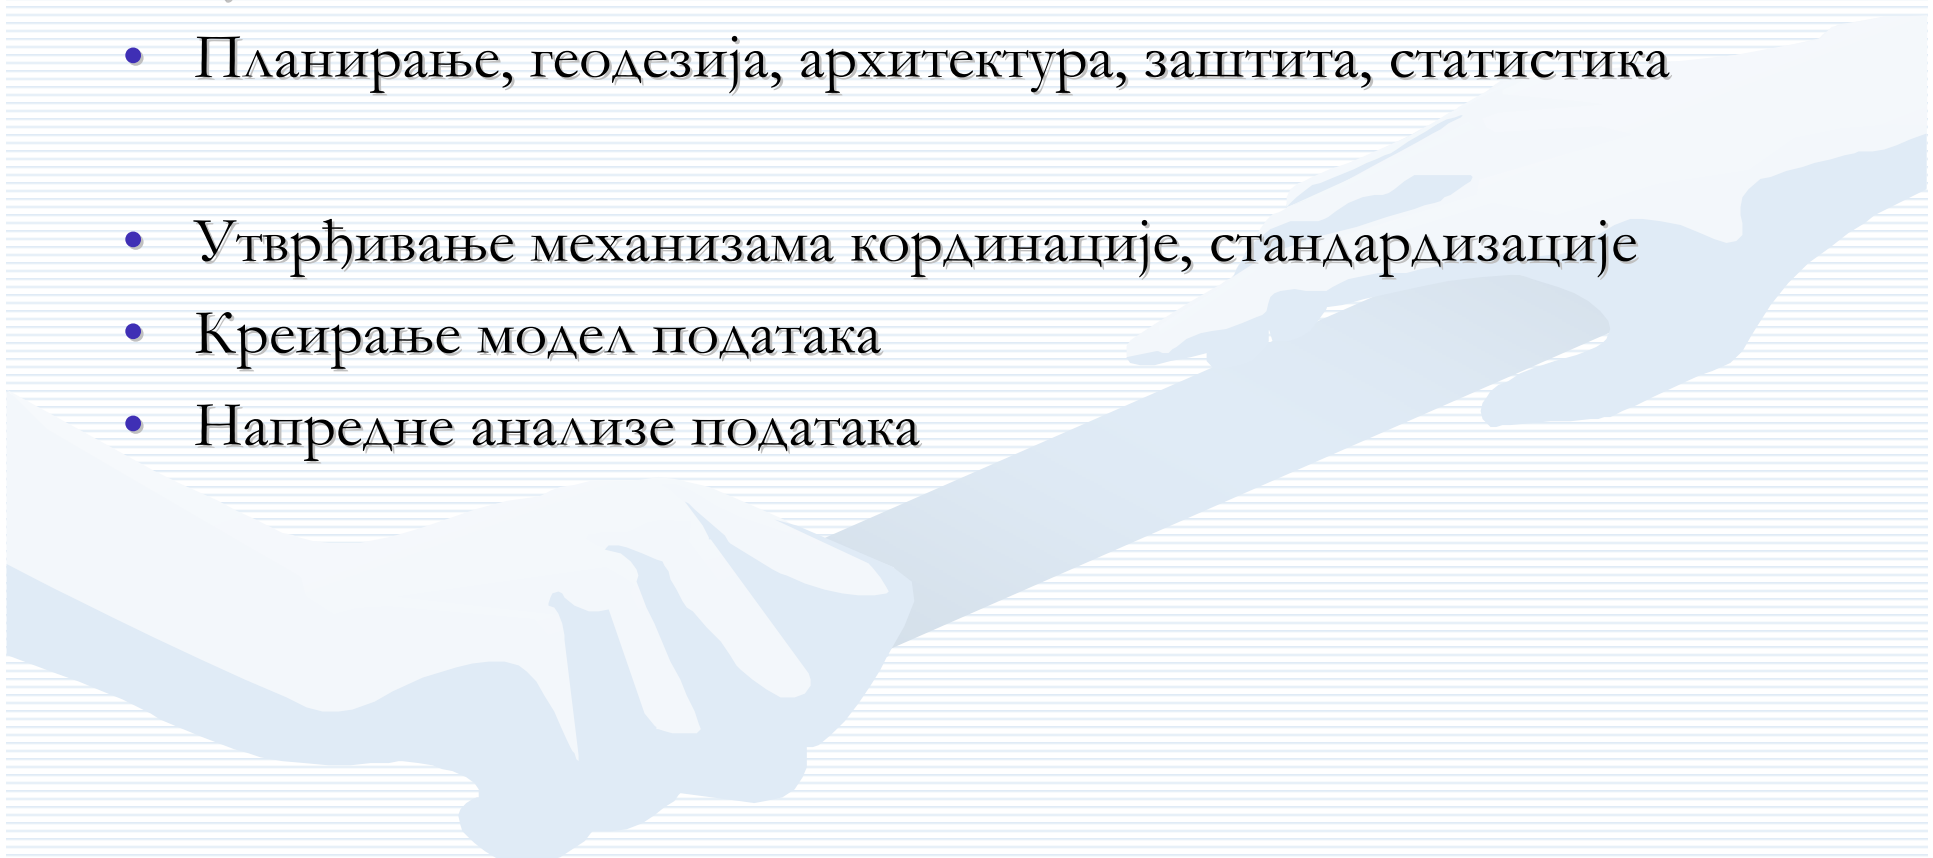 • Планирање, геодезија, архитектура, заштита, статистика
• Утврђивање механизама кординације, стандардизације
• Креирање модел података
• Напредне анализе података